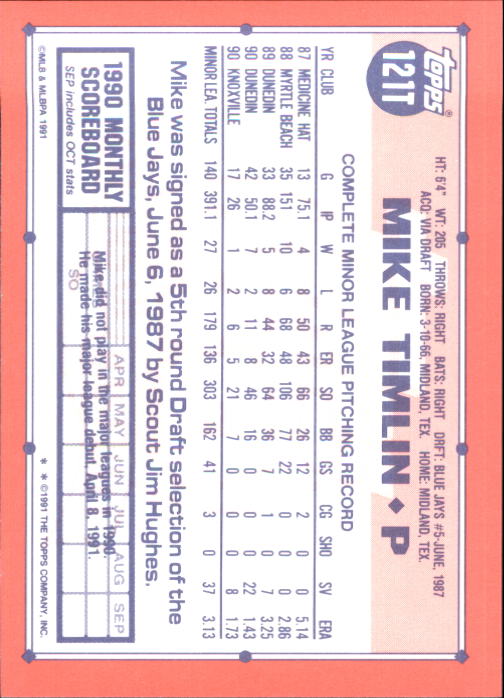 topps®
121T
HT: 6'4" WT: 205 THROWS: RIGHT BATS: RIGHT DRFT: BLUE JAYS #5-JUNE, 1987
ACQ: VIA DRAFT BORN: 3-10-66, MIDLAND, TEX. HOME: MIDLAND, TEX.
MIKE TIMLIN ◆ P
COMPLETE MINOR LEAGUE PITCHING RECORD
YR CLUB G IP W L R ER SO BB GS CG SHO SV ERA
87 MEDICINE HAT 13 75.1 4 8 50 43 66 26 12 2 0 0 5.14
88 MYRTLE BEACH 35 151 10 6 68 48 106 77 22 0 0 0 2.86
89 DUNEDIN 33 88.2 5 8 44 32 64 36 7 1 0 7 3.25
90 DUNEDIN 42 50.1 7 2 11 8 46 16 0 0 0 22 1.43
90 KNOXVILLE 17 26 1 2 6 5 21 7 0 0 0 8 1.73
MINOR LEA. TOTALS 140 391.1 27 26 179 136 303 162 41 3 0 37 3.13
Mike was signed as a 5th round Draft selection of the
Blue Jays, June 6, 1987 by Scout Jim Hughes.
1990 MONTHLY
SCOREBOARD
SEP includes OCT stats
APR MAY JUN JUL AUG SEP
SO
Mike did not play in the major leagues in 1990.
He made his major league debut, April 8, 1991.
©MLB & MLBPA 1991
* * ©1991 THE TOPPS COMPANY, INC.